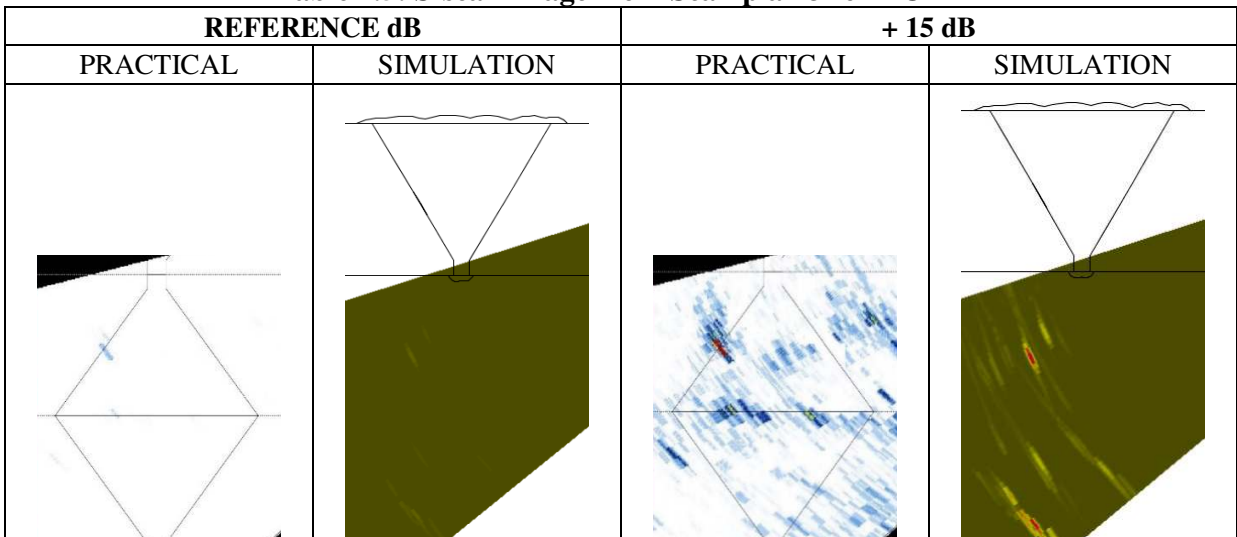 REFERENCE dB + 15 dB
PRACTICAL SIMULATION PRACTICAL SIMULATION